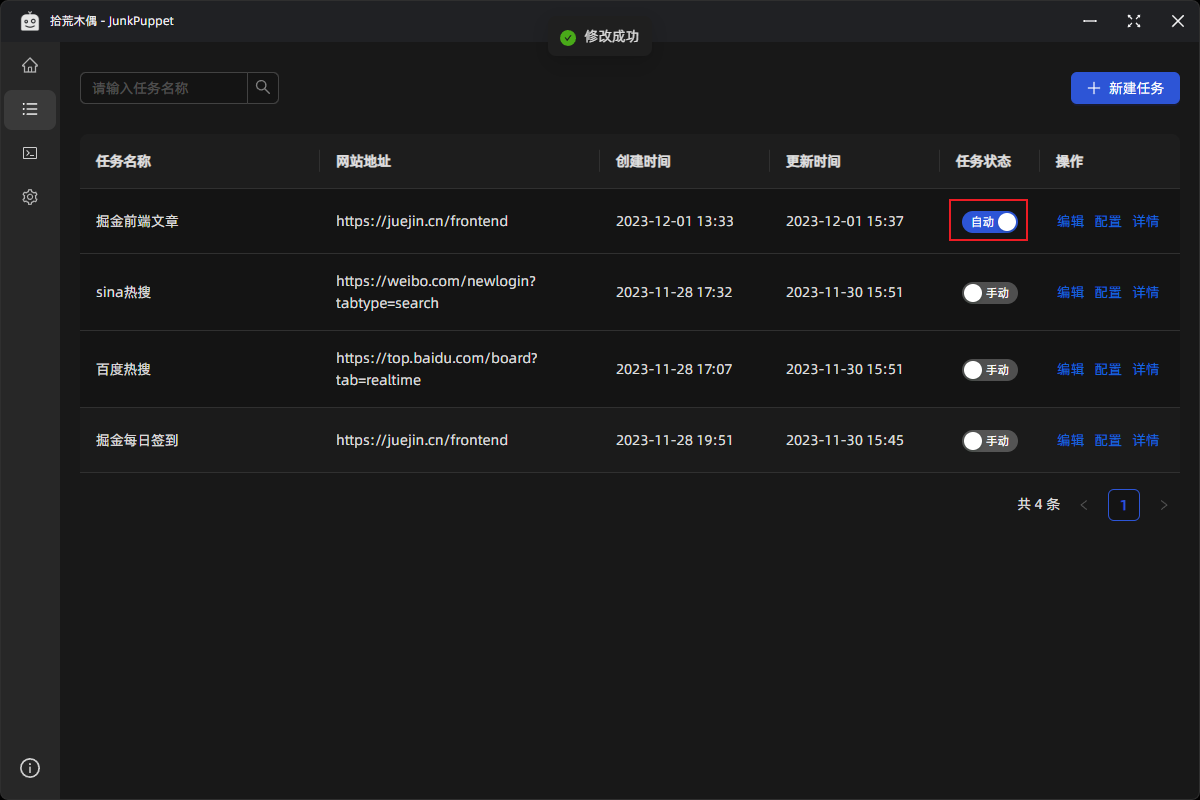 拾荒木偶 - JunkPuppet
修改成功
请输入任务名称
新建任务
任务名称 网站地址 创建时间 更新时间 任务状态 操作
掘金前端文章 https://juejin.cn/frontend 2023-12-01 13:33 2023-12-01 15:37 自动 编辑 配置 详情
sina热搜 https://weibo.com/newlogin?
tabtype=search 2023-11-28 17:32 2023-11-30 15:51 手动 编辑 配置 详情
百度热搜 https://top.baidu.com/board?
tab=realtime 2023-11-28 17:07 2023-11-30 15:51 手动 编辑 配置 详情
掘金每日签到 https://juejin.cn/frontend 2023-11-28 19:51 2023-11-30 15:45 手动 编辑 配置 详情
共 4 条 < 1 >